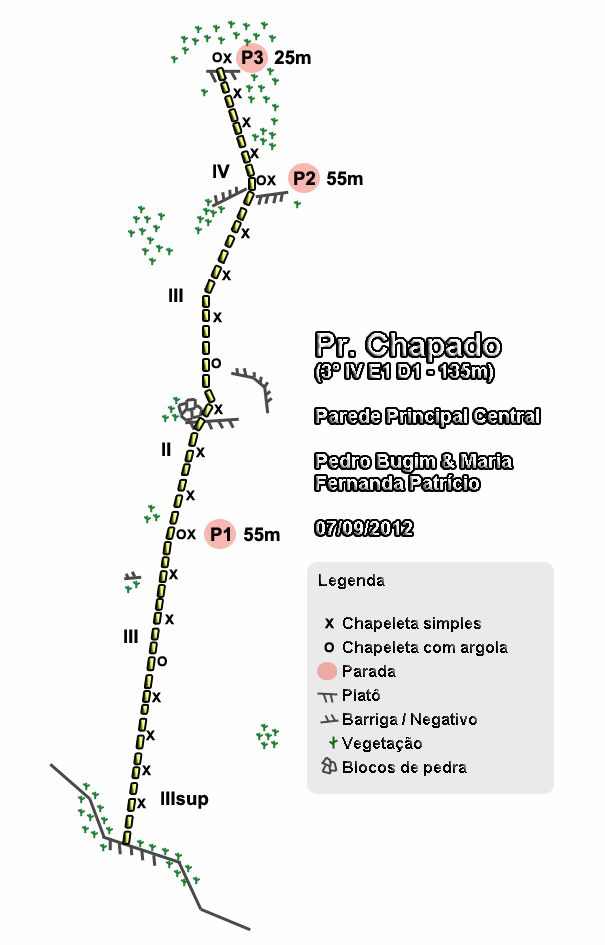 OX P3 25m
X
X
X
IV
OX P2 55m
X
X
III
X
Pr. Chapado
O
(3º IV E1 D1 - 135m)
X
Parede Principal Central
II
X
Pedro Bugim & Maria
Fernanda Patrício
X
07/09/2012
OX P1 55m
X
Legenda
X
III
x Chapeleta simples
o Chapeleta com argola
O
Parada
X
Platô
Barriga / Negativo
X
Vegetação
Blocos de pedra
X
X IIIsup